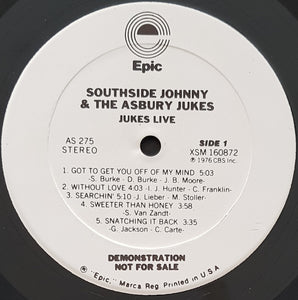 Epic
SOUTHSIDE JOHNNY
& THE ASBURY JUKES
JUKES LIVE
AS 275
STEREO
SIDE 1
XSM 160872
℗ 1976 CBS Inc.
1. GOT TO GET YOU OFF OF MY MIND 5:03
S. Burke - D. Burke - J. B. Moore-
2. WITHOUT LOVE 4:03 -I. J. Hunter - C. Franklin-
3. SEARCHIN' 5:10 -J. Lieber - M. Stoller-
4. SWEETER THAN HONEY 3:58
-S. Van Zandt-
5. SNATCHING IT BACK 3:35
-G. Jackson - C. Carte-
DEMONSTRATION
NOT FOR SALE
® "Epic," Marca Reg. Printed in U S A